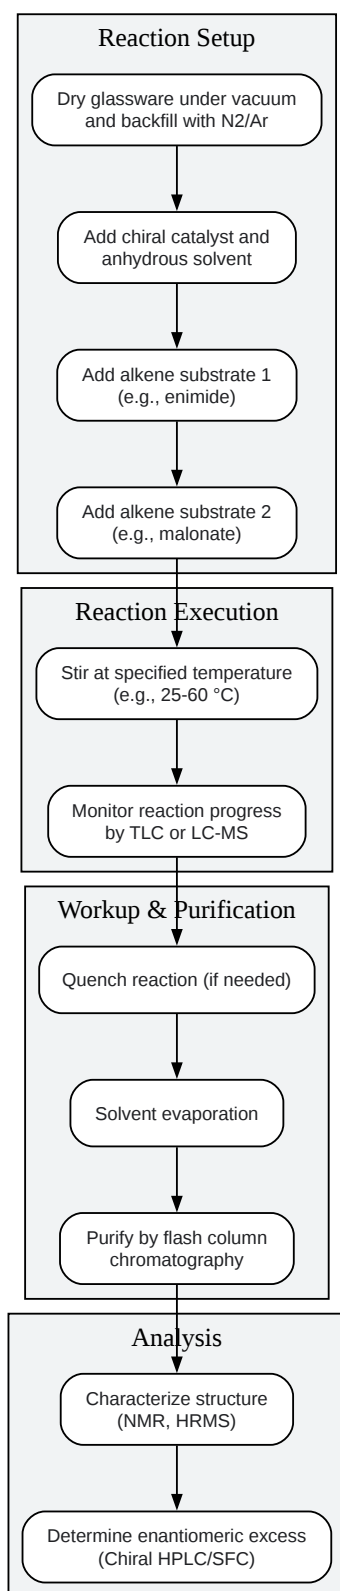 Reaction Setup
Dry glassware under vacuum
and backfill with N2/Ar
Add chiral catalyst and
anhydrous solvent
Add alkene substrate 1
(e.g., enimide)
Add alkene substrate 2
(e.g., malonate)
Reaction Execution
Stir at specified temperature
(e.g., 25-60 °C)
Monitor reaction progress
by TLC or LC-MS
Workup & Purification
Quench reaction (if needed)
Solvent evaporation
Purify by flash column
chromatography
Analysis
Characterize structure
(NMR, HRMS)
Determine enantiomeric excess
(Chiral HPLC/SFC)